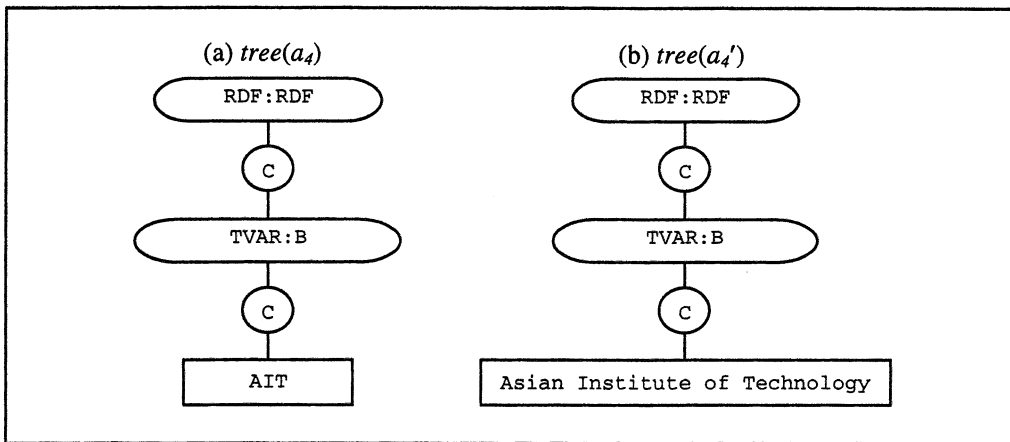 (a) tree(a4)
RDF:RDF
C
TVAR:B
C
AIT
(b) tree(a4')
RDF:RDF
C
TVAR:B
C
Asian Institute of Technology